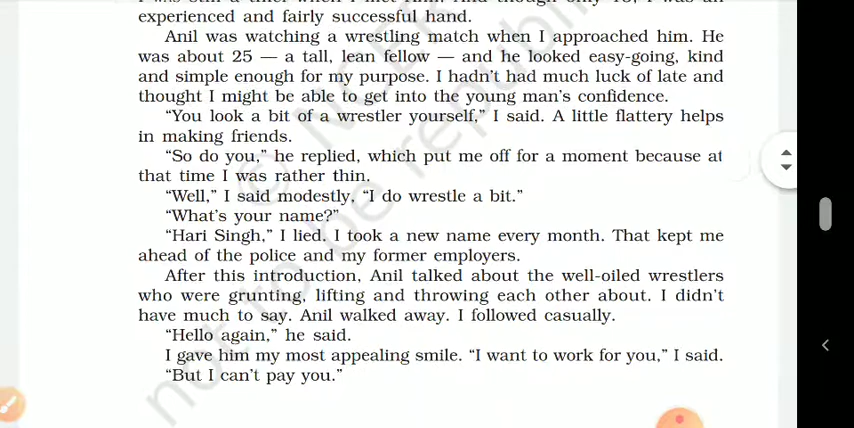 experienced and fairly successful hand.
Anil was watching a wrestling match when I approached him. He
was about 25 — a tall, lean fellow — and he looked easy-going, kind
and simple enough for my purpose. I hadn’t had much luck of late and
thought I might be able to get into the young man’s confidence.
“You look a bit of a wrestler yourself,” I said. A little flattery helps
in making friends.
“So do you,” he replied, which put me off for a moment because at
that time I was rather thin.
“Well,” I said modestly, “I do wrestle a bit.”
“What’s your name?”
“Hari Singh,” I lied. I took a new name every month. That kept me
ahead of the police and my former employers.
After this introduction, Anil talked about the well-oiled wrestlers
who were grunting, lifting and throwing each other about. I didn’t
have much to say. Anil walked away. I followed casually.
“Hello again,” he said.
I gave him my most appealing smile. “I want to work for you,” I said.
“But I can’t pay you.”
not to be republi